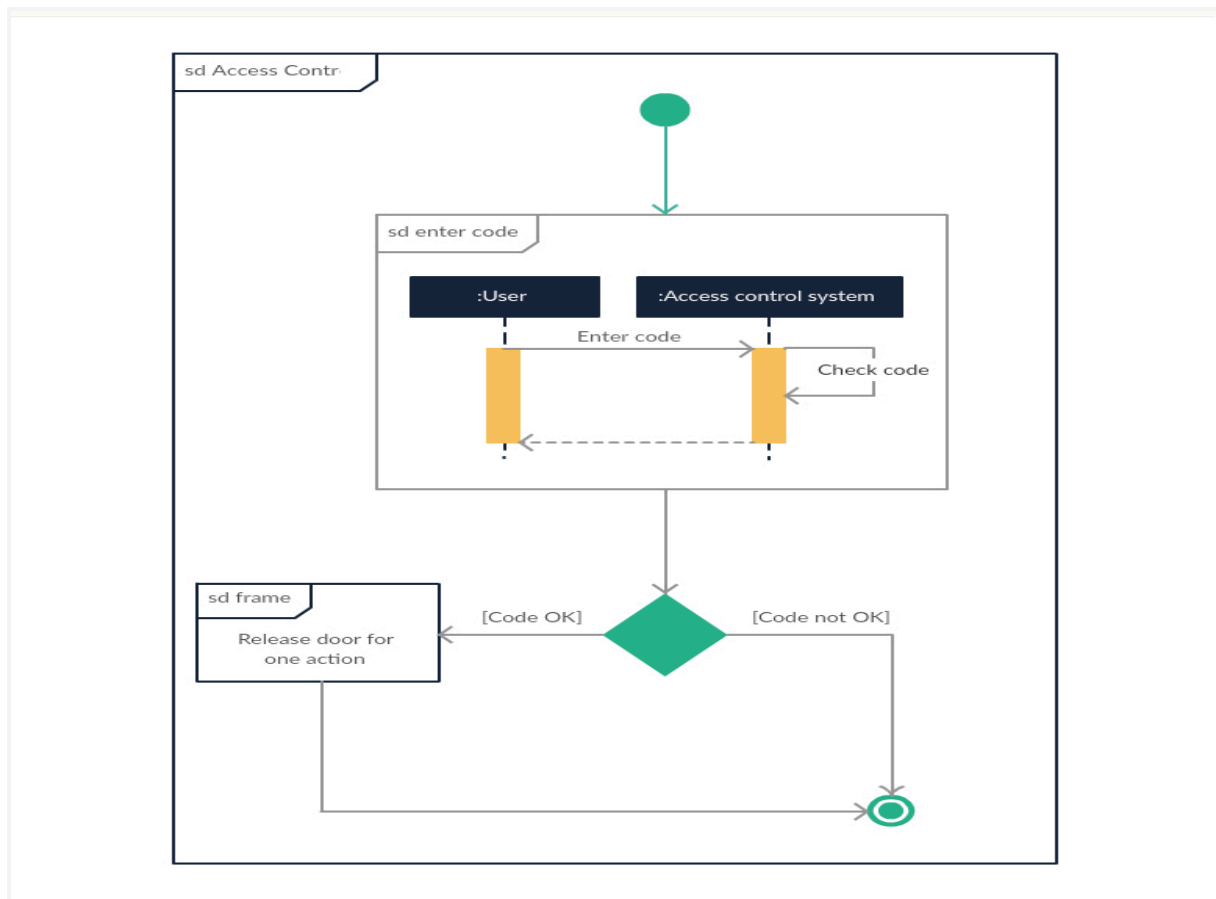 sd Access Contr
sd enter code
:User
:Access control system
Enter code
Check code
sd frame
Release door for
one action
[Code OK]
[Code not OK]